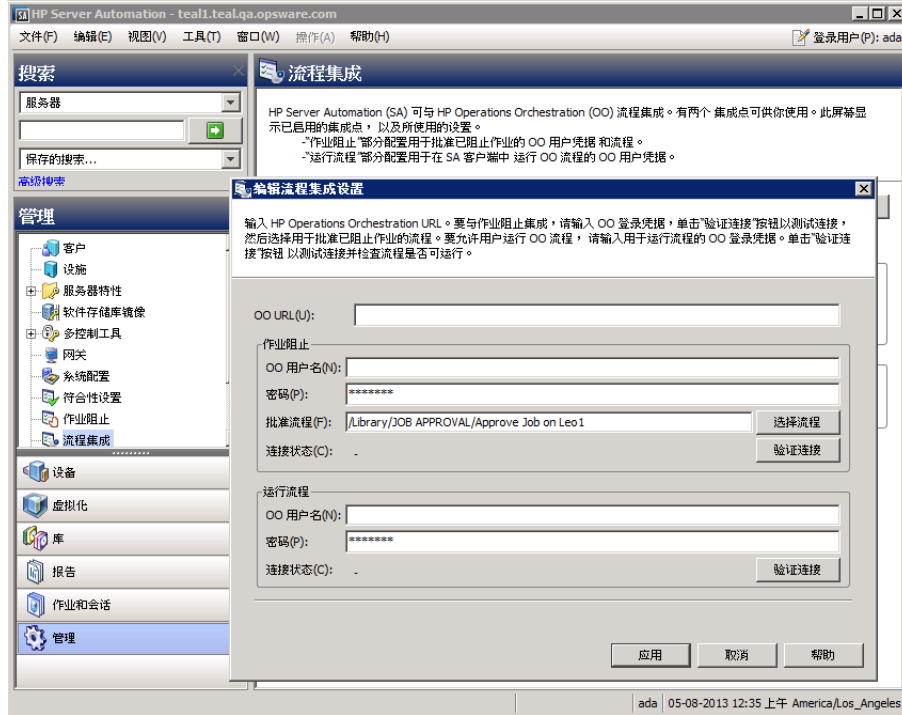 HP Server Automation - teal1.teal.qa.opsware.com
文件(F) 编辑(E) 视图(V) 工具(T) 窗口(W) 操作(A) 帮助(H) 登录用户(P): ada
搜索
服务器
保存的搜索...
高级搜索
流程集成
HP Server Automation (SA) 可与 HP Operations Orchestration (OO) 流程集成。有两个 集成点可供你使用。此屏幕显
示已启用的集成点，以及所使用的设置。
-"作业阻止"部分配置用于批准已阻止作业的 OO 用户凭据 和流程。
-"运行流程"部分配置用于在 SA 客户端中 运行 OO 流程的 OO 用户凭据。
管理
客户
设施
服务器特性
软件存储库镜像
多控制工具
网关
系统配置
符合性设置
作业阻止
流程集成
设备
虚拟化
库
报告
作业和会话
管理
编辑流程集成设置
输入 HP Operations Orchestration URL。要与作业阻止集成，请输入 OO 登录凭据，单击"验证连接"按钮以测试连接，
然后选择用于批准已阻止作业的流程。要允许用户运行 OO 流程， 请输入用于运行流程的 OO 登录凭据。单击"验证连
接"按钮 以测试连接并检查流程是否可运行。
OO URL(U):
作业阻止
OO 用户名(N):
密码(P): *******
批准流程(F): /Library/JOB APPROVAL/Approve Job on Leo1 选择流程
连接状态(C): - 验证连接
运行流程
OO 用户名(N):
密码(P): *******
连接状态(C): - 验证连接
应用 取消 帮助
ada 05-08-2013 12:35 上午 America/Los_Angeles